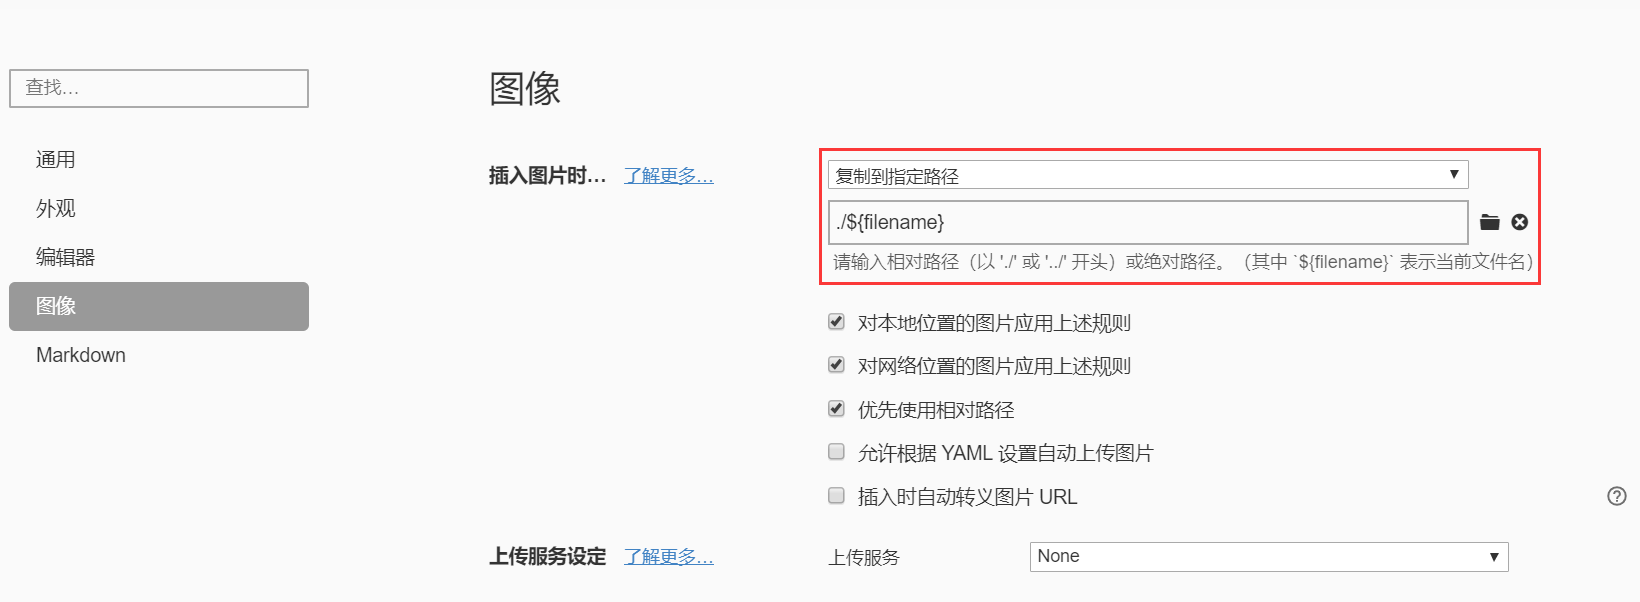 查找...
通用
外观
编辑器
图像
Markdown
图像
插入图片时... 了解更多...
复制到指定路径
./${filename}
请输入相对路径（以 './' 或 '../' 开头）或绝对路径。（其中 `${filename}` 表示当前文件名）
对本地位置的图片应用上述规则
对网络位置的图片应用上述规则
优先使用相对路径
允许根据 YAML 设置自动上传图片
插入时自动转义图片 URL
上传服务设定 了解更多...
上传服务 None